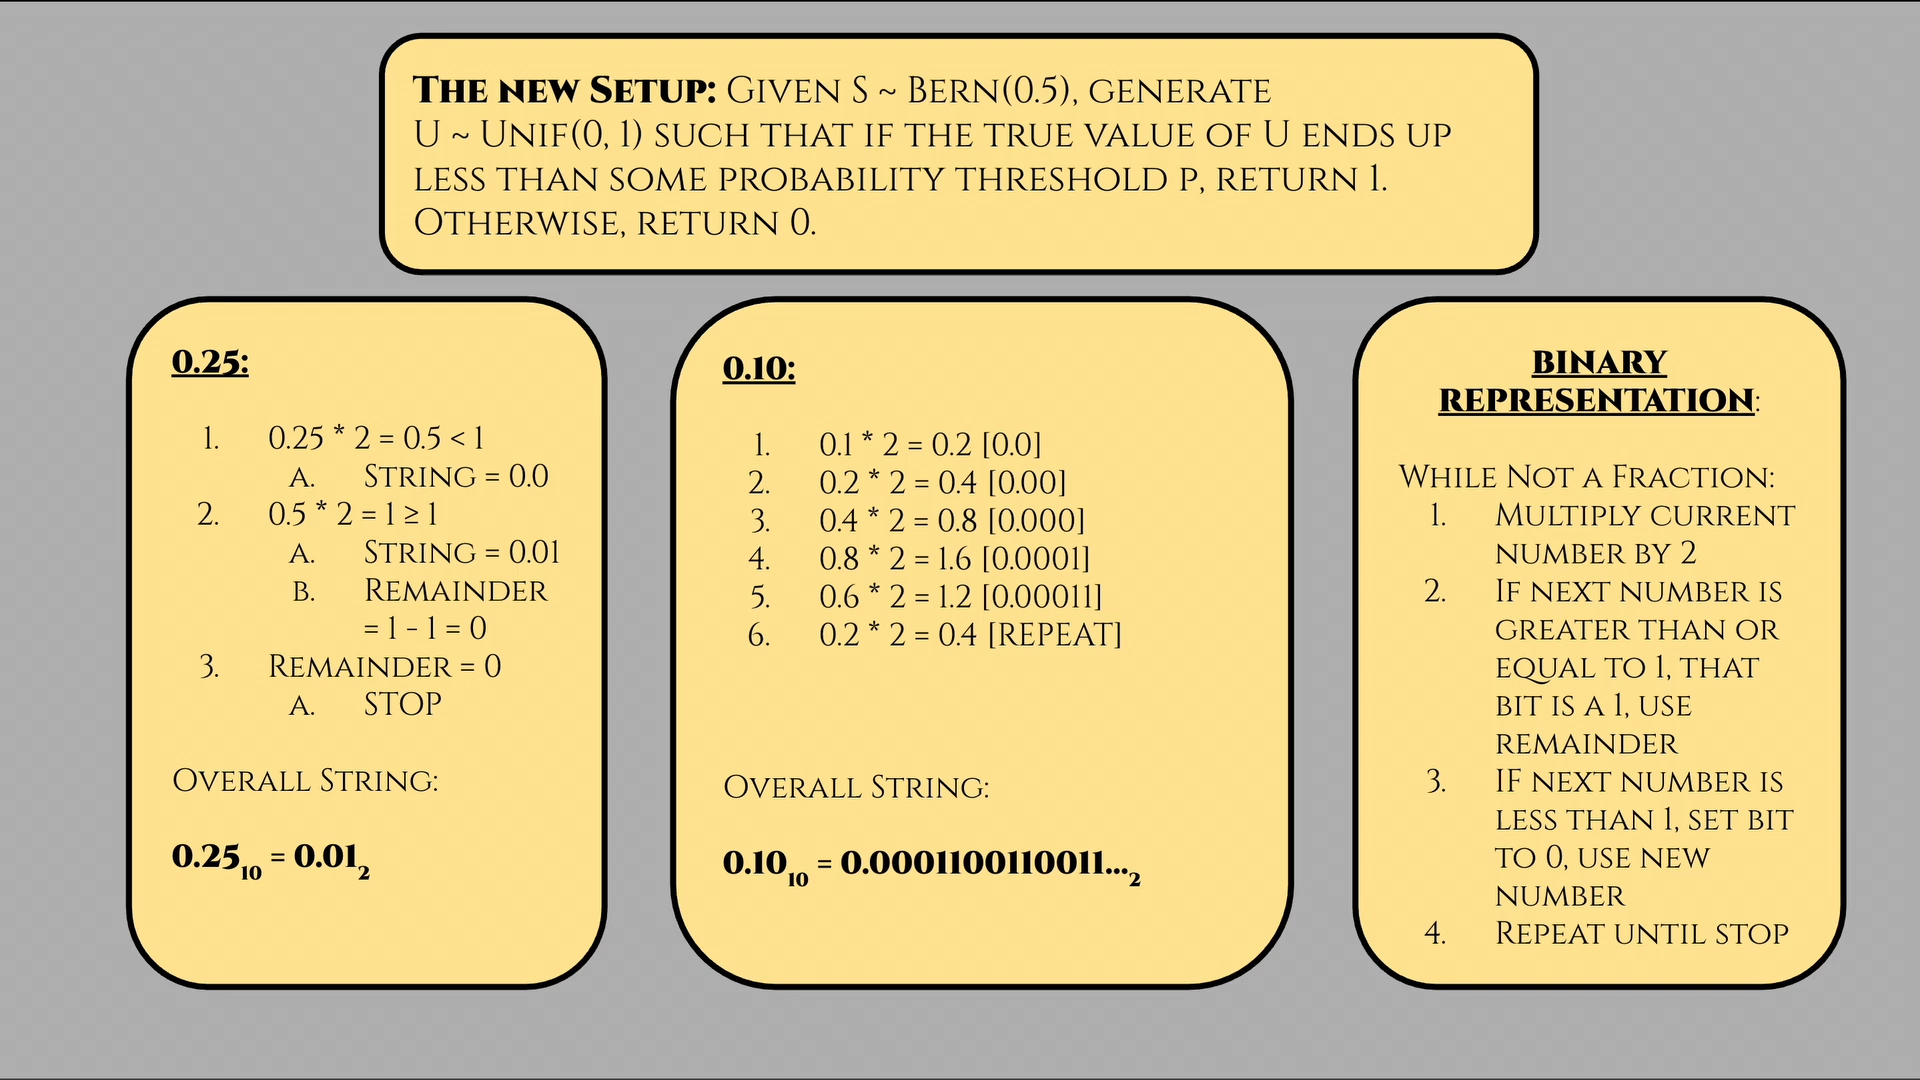 The new Setup: Given S ~ Bern(0.5), generate
U ~ Unif(0, 1) such that if the true value of U ends up
less than some probability threshold p, return 1.
Otherwise, return 0.
0.25:
1. 0.25 * 2 = 0.5 < 1
A. String = 0.0
2. 0.5 * 2 = 1 ≥ 1
A. String = 0.01
B. Remainder
= 1 - 1 = 0
3. Remainder = 0
A. STOP
Overall String:
0.25₁₀ = 0.01₂
0.10:
1. 0.1 * 2 = 0.2 [0.0]
2. 0.2 * 2 = 0.4 [0.00]
3. 0.4 * 2 = 0.8 [0.000]
4. 0.8 * 2 = 1.6 [0.0001]
5. 0.6 * 2 = 1.2 [0.00011]
6. 0.2 * 2 = 0.4 [REPEAT]
Overall String:
0.10₁₀ = 0.0001100110011...₂
BINARY
REPRESENTATION:
While Not a Fraction:
1. Multiply current
number by 2
2. If next number is
greater than or
equal to 1, that
bit is a 1, use
remainder
3. IF next number is
less than 1, set bit
to 0, use new
number
4. Repeat until stop